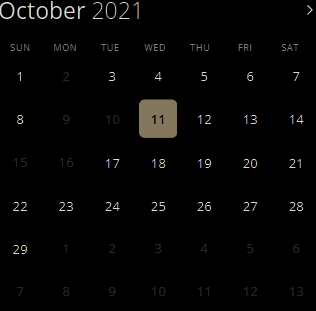 October 2021 >
SUN MON TUE WED THU FRI SAT
1 2 3 4 5 6 7
8 9 10 11 12 13 14
15 16 17 18 19 20 21
22 23 24 25 26 27 28
29 1 2 3 4 5 6
7 8 9 10 11 12 13